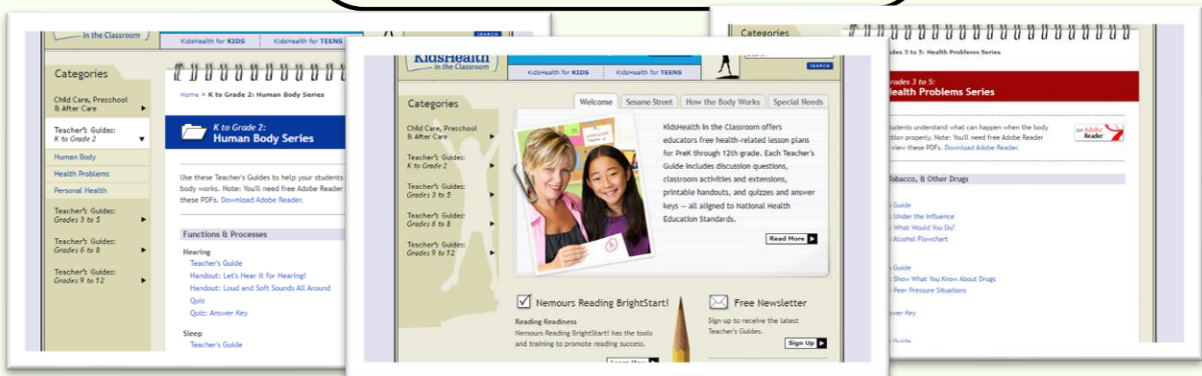 in the Classroom
KidsHealth for KIDS
KidsHealth for TEENS
Categories
Child Care, Preschool
& After Care
Teacher's Guides:
K to Grade 2
Human Body
Health Problems
Personal Health
Teacher's Guides:
Grades 3 to 5
Teacher's Guides:
Grades 6 to 8
Teacher's Guides:
Grades 9 to 12
Home > K to Grade 2: Human Body Series
K to Grade 2:
Human Body Series
Use these Teacher's Guides to help your students
body works. Note: You'll need free Adobe Reader
these PDFs. Download Adobe Reader.
Functions & Processes
Hearing
Teacher's Guide
Handout: Let's Hear It for Hearing!
Handout: Loud and Soft Sounds All Around
Quiz
Quiz: Answer Key
Sleep
Teacher's Guide
KidsHealth
in the Classroom
KidsHealth for KIDS
KidsHealth for TEENS
SEARCH
Categories
Child Care, Preschool
& After Care
Teacher's Guides:
K to Grade 2
Teacher's Guides:
Grades 3 to 5
Teacher's Guides:
Grades 6 to 8
Teacher's Guides:
Grades 9 to 12
Welcome
Sesame Street
How the Body Works
Special Needs
KidsHealth in the Classroom offers
educators free health-related lesson plans
for PreK through 12th grade. Each Teacher's
Guide includes discussion questions,
classroom activities and extensions,
printable handouts, and quizzes and answer
keys — all aligned to National Health
Education Standards.
Read More
Nemours Reading BrightStart!
Reading Readiness
Nemours Reading BrightStart! has the tools
and training to promote reading success.
Learn More
Free Newsletter
Sign up to receive the latest
Teacher's Guides.
Sign Up
Categories
des 3 to 5: Health Problems Series
rades 3 to 5:
ealth Problems Series
udents understand what can happen when the body
ction properly. Note: You'll need free Adobe Reader
view these PDFs. Download Adobe Reader.
Get Adobe
Reader
Tobacco, & Other Drugs
Guide
: Under the Influence
: What Would You Do?
: Alcohol Flowchart
Guide
: Show What You Know About Drugs
: Peer Pressure Situations
swer Key
Guide